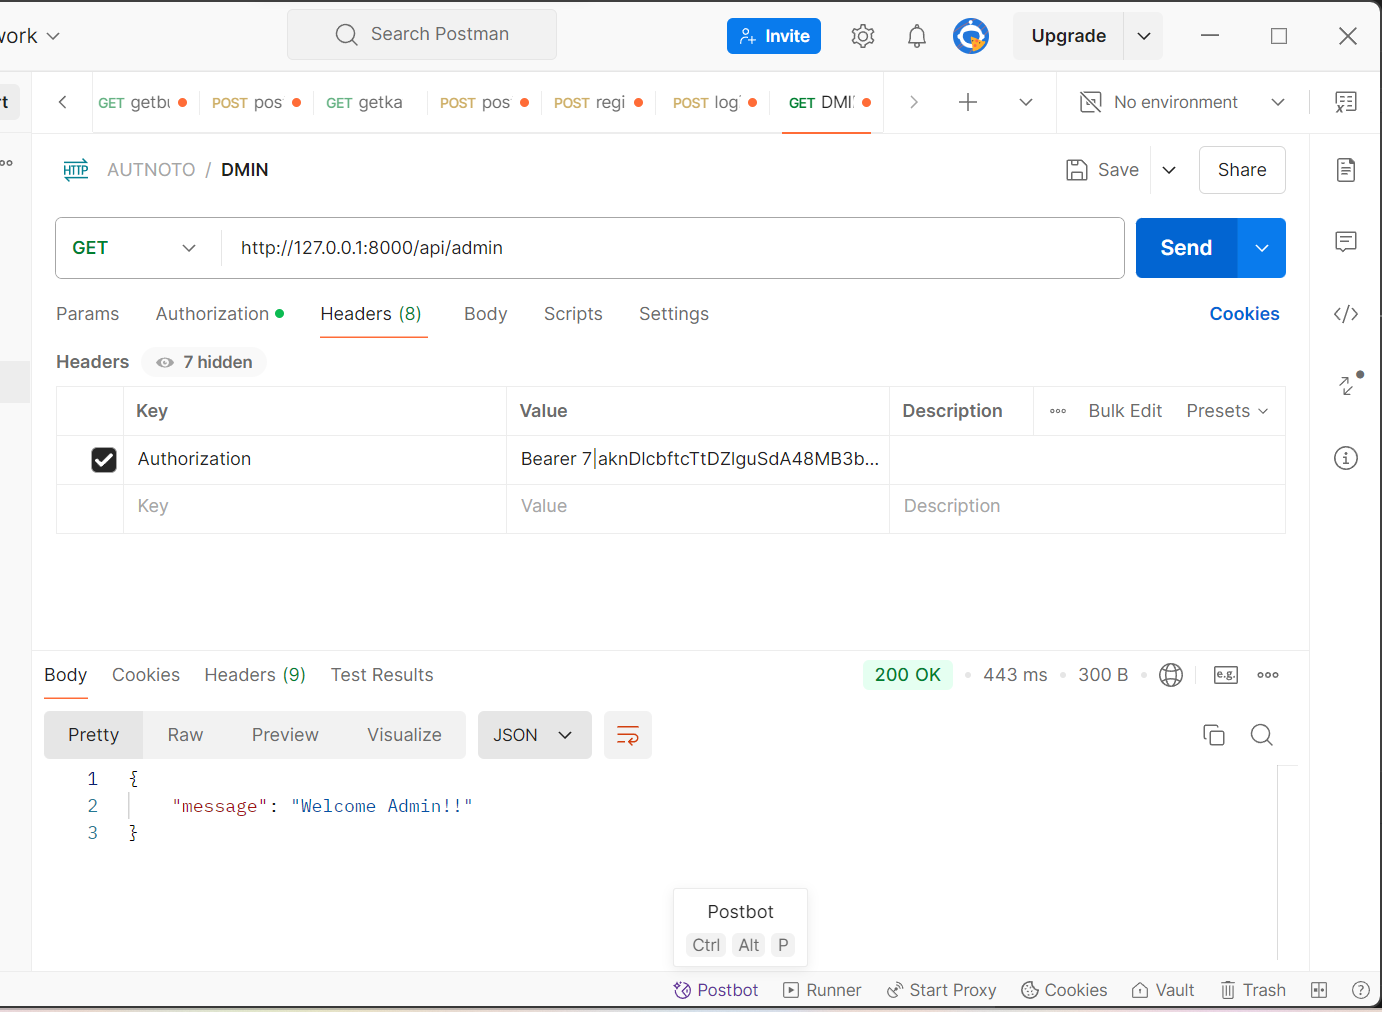 work
Search Postman
Invite
Upgrade
GET getbu
POST pos
GET getka
POST pos
POST regi
POST log
GET DMI
No environment
HTTP AUTNOTO / DMIN
Save
Share
GET
http://127.0.0.1:8000/api/admin
Send
Params Authorization Headers (8) Body Scripts Settings
Cookies
Headers 7 hidden
Key Value Description Bulk Edit Presets
Authorization Bearer 7|aknDlcbftcTtDZlguSdA48MB3b...
Key Value Description
Body Cookies Headers (9) Test Results
200 OK • 443 ms • 300 B e.g.
Pretty Raw Preview Visualize JSON
1 {
2 "message": "Welcome Admin!!"
3 }
Postbot
Ctrl Alt P
Postbot Runner Start Proxy Cookies Vault Trash